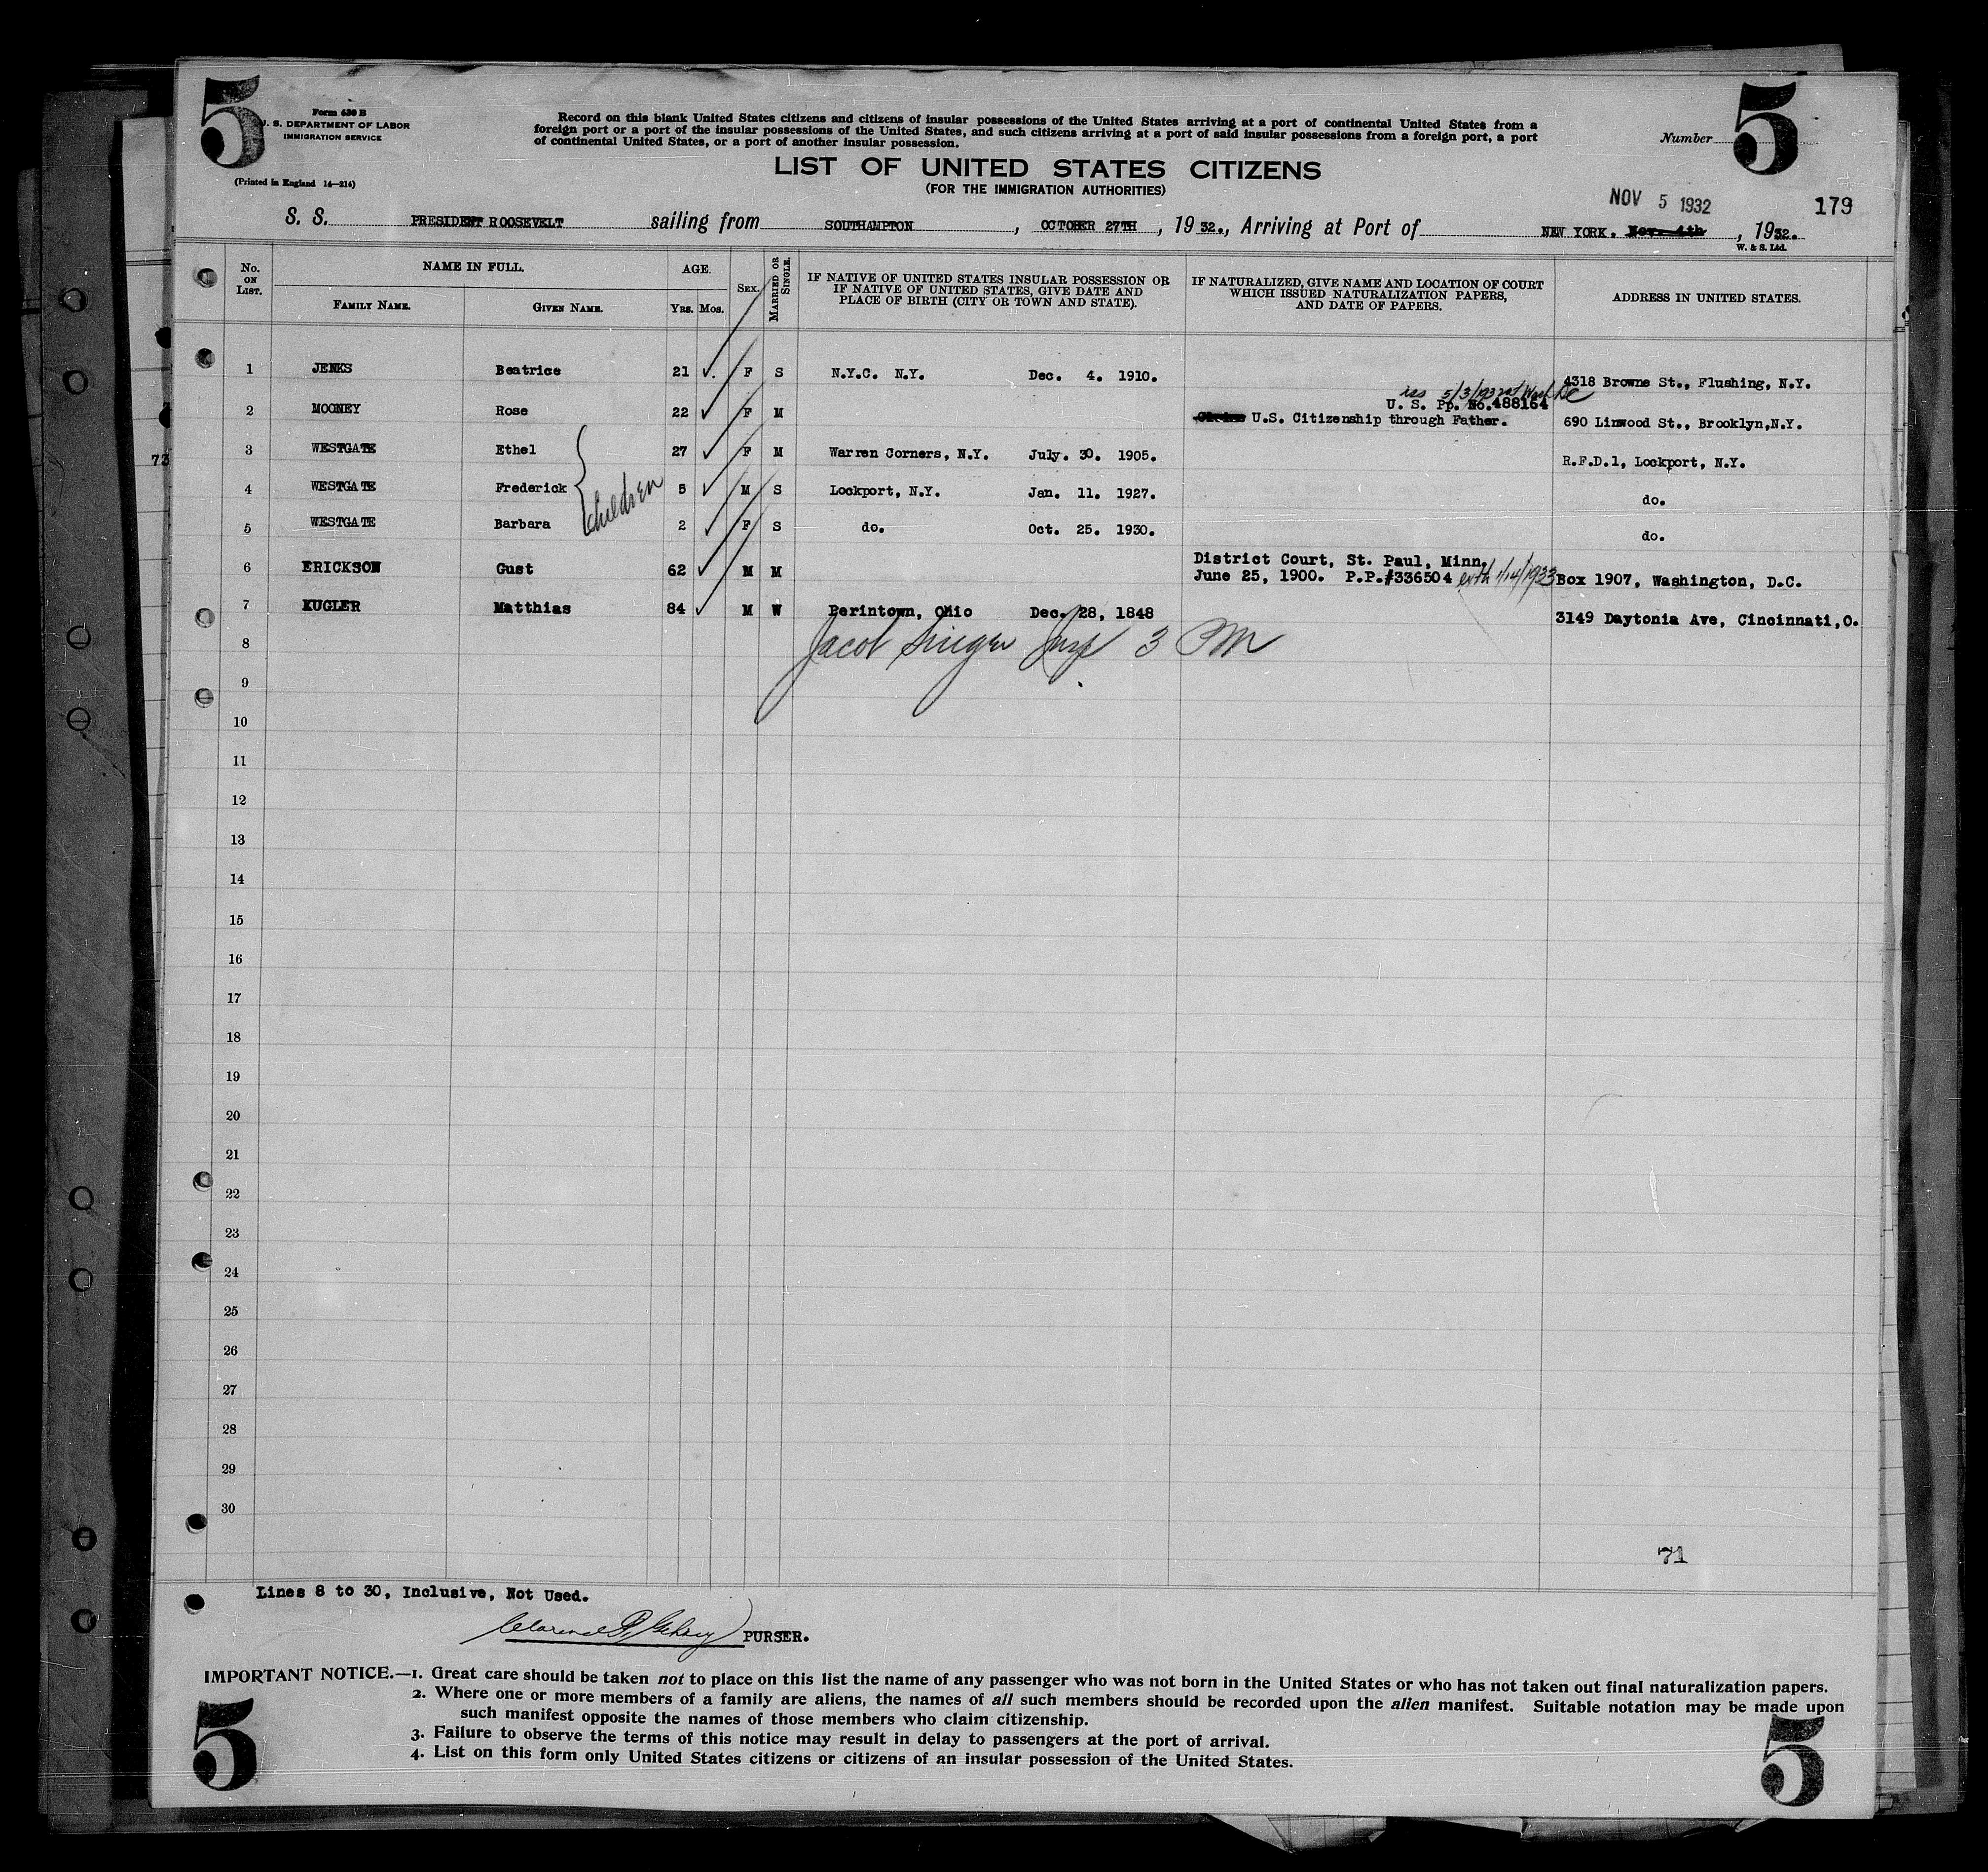 5
5
Form 630 B
U. S. DEPARTMENT OF LABOR
IMMIGRATION SERVICE
(Printed in England 14—214)
Record on this blank United States citizens and citizens of insular possessions of the United States arriving at a port of continental United States from a
foreign port or a port of the insular possessions of the United States, and such citizens arriving at a port of said insular possessions from a foreign port, a port
of continental United States, or a port of another insular possession.
Number
LIST OF UNITED STATES CITIZENS
(FOR THE IMMIGRATION AUTHORITIES)
NOV 5 1932
179
S. S. PRESIDENT ROOSEVELT sailing from SOUTHAMPTON, OCTOBER 27TH, 1932., Arriving at Port of NEW YORK. Nov. 4th, 1932.
W. & S. Ltd.
No. ON LIST.
NAME IN FULL.
FAMILY NAME.
GIVEN NAME.
AGE.
YRS. MOS.
SEX.
MARRIED OR SINGLE.
IF NATIVE OF UNITED STATES INSULAR POSSESSION OR
IF NATIVE OF UNITED STATES, GIVE DATE AND
PLACE OF BIRTH (CITY OR TOWN AND STATE).
IF NATURALIZED, GIVE NAME AND LOCATION OF COURT
WHICH ISSUED NATURALIZATION PAPERS,
AND DATE OF PAPERS.
ADDRESS IN UNITED STATES.
1 JENKS Beatrice 21 F S N.Y.C. N.Y. Dec. 4. 1910. 4318 Browne St., Flushing, N.Y.
iss 5/3/1932 at Wash DC
U. S. Pp. No.488164
2 MOONEY Rose 22 F M U.S. Citizenship through Father. 690 Linwood St., Brooklyn,N.Y.
3 WESTGATE Ethel 27 F M Warren Corners, N.Y. July. 30. 1905. R.F.D.1, Lockport, N.Y.
4 WESTGATE Frederick 5 M S Lockport, N.Y. Jan. 11. 1927. do.
children
5 WESTGATE Barbara 2 F S do. Oct. 25. 1930. do.
District Court, St. Paul, Minn.
6 ERICKSON Gust 62 M M June 25, 1900. P.P.#336504 1/14/1933 Box 1907, Washington, D.C.
7 KUGLER Matthias 84 M W Perintown, Ohio Dec. 28, 1848 3149 Daytonia Ave, Cincinnati,O.
8 Jacob Singer Insp 3 PM
9
10
11
12
13
14
15
16
17
18
19
20
21
22
23
24
25
26
27
28
29
30
73
71
Lines 8 to 30, Inclusive, Not Used.
Clarence PURSER.
IMPORTANT NOTICE.—1. Great care should be taken not to place on this list the name of any passenger who was not born in the United States or who has not taken out final naturalization papers.
2. Where one or more members of a family are aliens, the names of all such members should be recorded upon the alien manifest. Suitable notation may be made upon
such manifest opposite the names of those members who claim citizenship.
3. Failure to observe the terms of this notice may result in delay to passengers at the port of arrival.
4. List on this form only United States citizens or citizens of an insular possession of the United States.
5
5